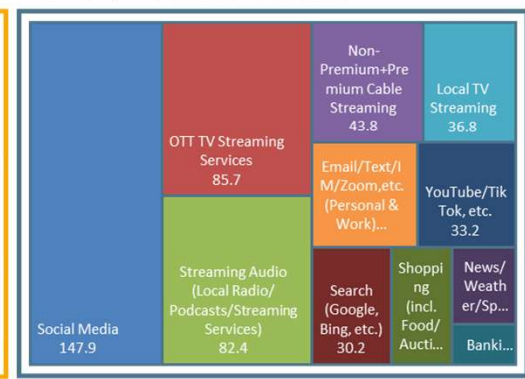 Social Media
147.9
OTT TV Streaming
Services
85.7
Streaming Audio
(Local Radio/
Podcasts/Streaming
Services)
82.4
Non-
Premium+Pre
mium Cable
Streaming
43.8
Local TV
Streaming
36.8
Email/Text/I
M/Zoom,etc.
(Personal &
Work)...
YouTube/Tik
Tok, etc.
33.2
Search
(Google,
Bing, etc.)
30.2
Shoppi
ng
(incl.
Food/
Aucti...
News/
Weath
er/Sp...
Banki...